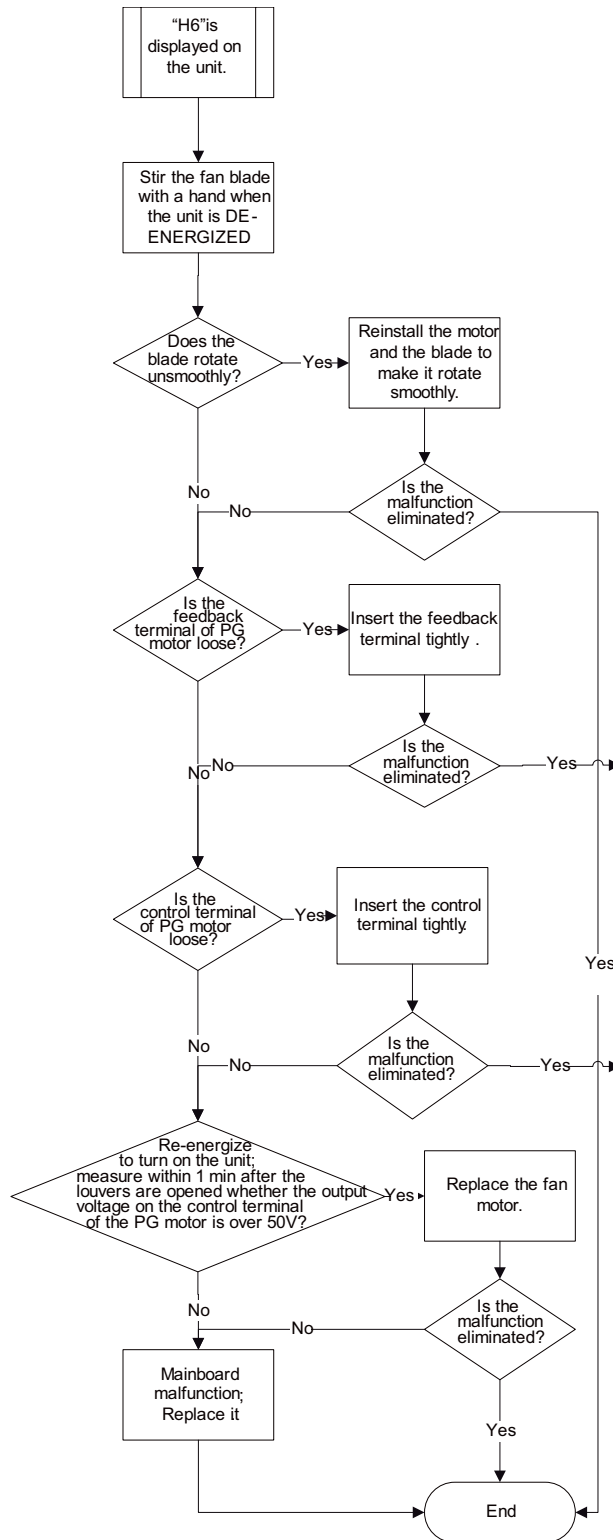 “H6”is
displayed on
the unit.
Stir the fan blade
with a hand when
the unit is DE-
ENERGIZED
Does the
blade rotate
unsmoothly?
Yes
Reinstall the motor
and the blade to
make it rotate
smoothly.
No
Is the
malfunction
eliminated?
No
Is the
feedback
terminal of PG
motor loose?
Yes
Insert the feedback
terminal tightly .
Is the
malfunction
eliminated?
No
No
Yes
Is the
control terminal
of PG motor
loose?
Yes
Insert the control
terminal tightly.
Yes
No
Is the
malfunction
eliminated?
No
Yes
Re-energize
to turn on the unit;
measure within 1 min after the
louvers are opened whether the output
voltage on the control terminal
of the PG motor is over 50V?
Yes
Replace the fan
motor.
No
Is the
malfunction
eliminated?
No
Mainboard
malfunction;
Replace it
Yes
End